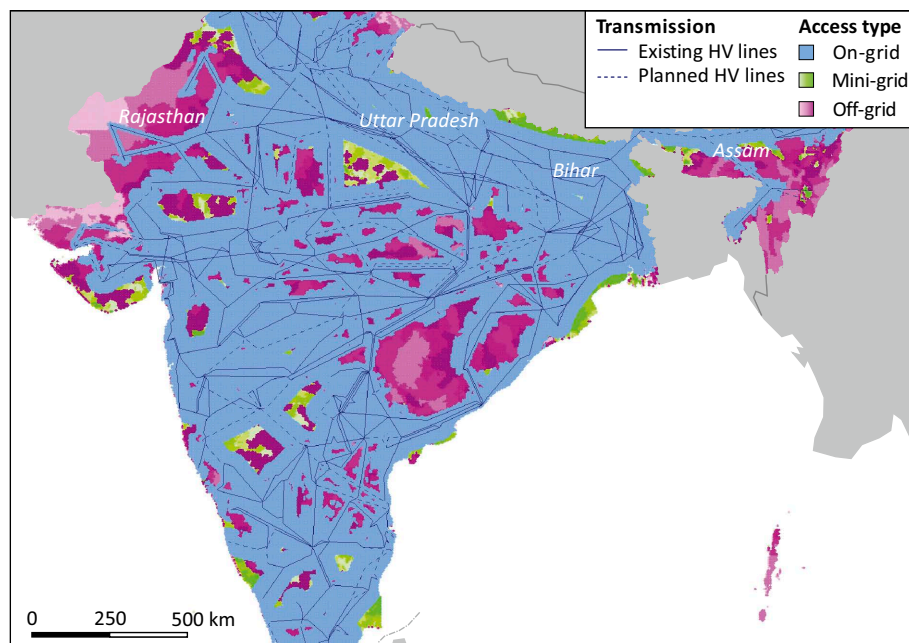 Transmission
Existing HV lines
Planned HV lines
Access type
On-grid
Mini-grid
Off-grid
Rajasthan
Uttar Pradesh
Bihar
Assam
0 250 500 km